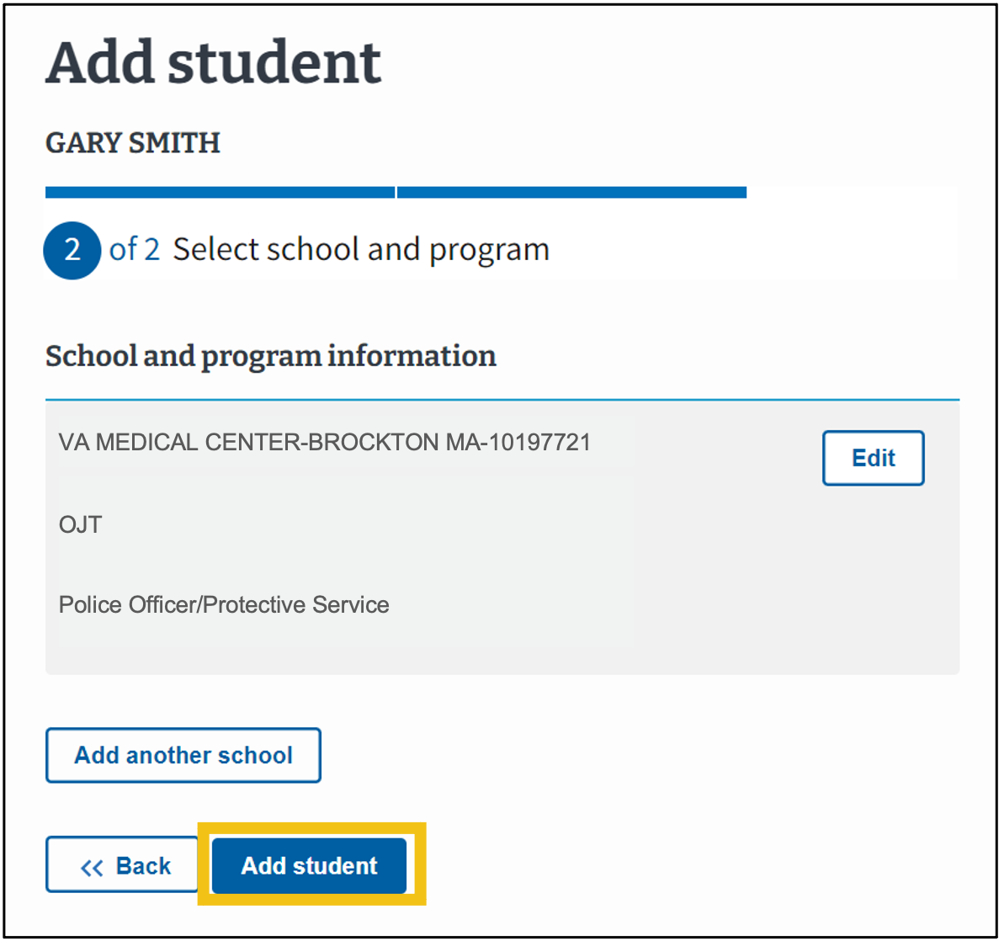 Add student
GARY SMITH
2 of 2 Select school and program
School and program information
VA MEDICAL CENTER-BROCKTON MA-10197721
Edit
OJT
Police Officer/Protective Service
Add another school
Back
Add student